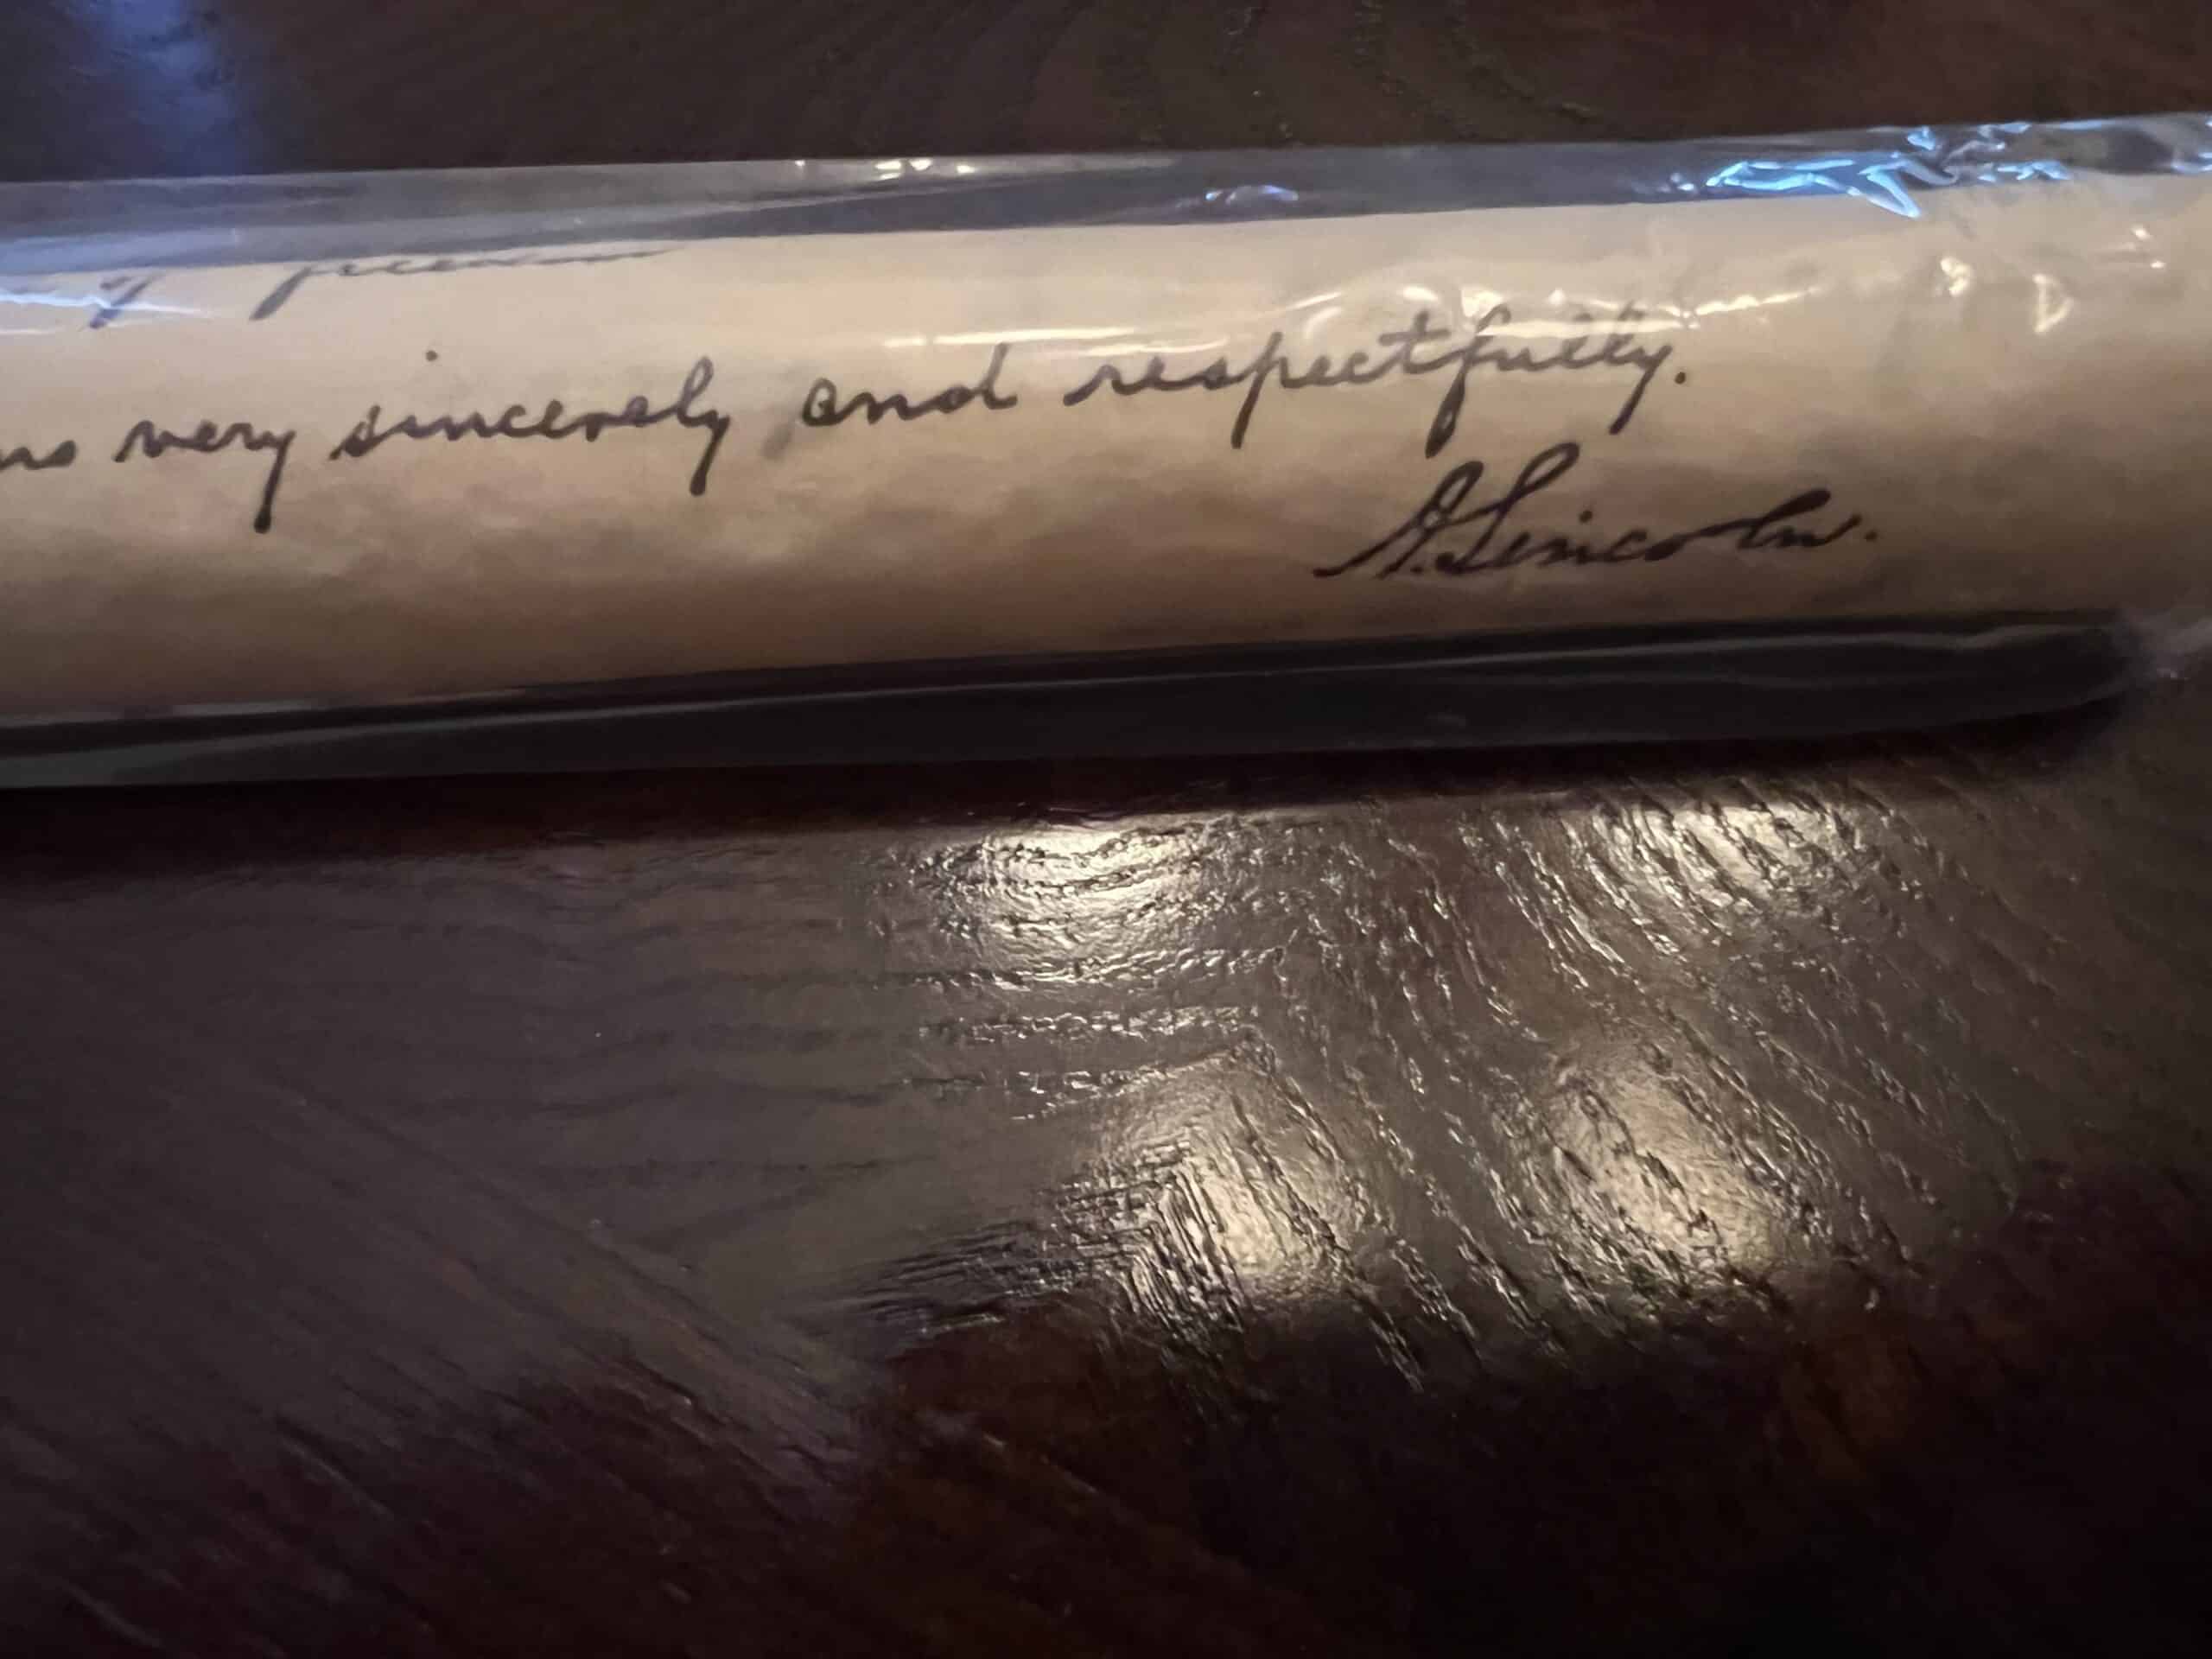 very sincerely and respectfully.
A. Lincoln.